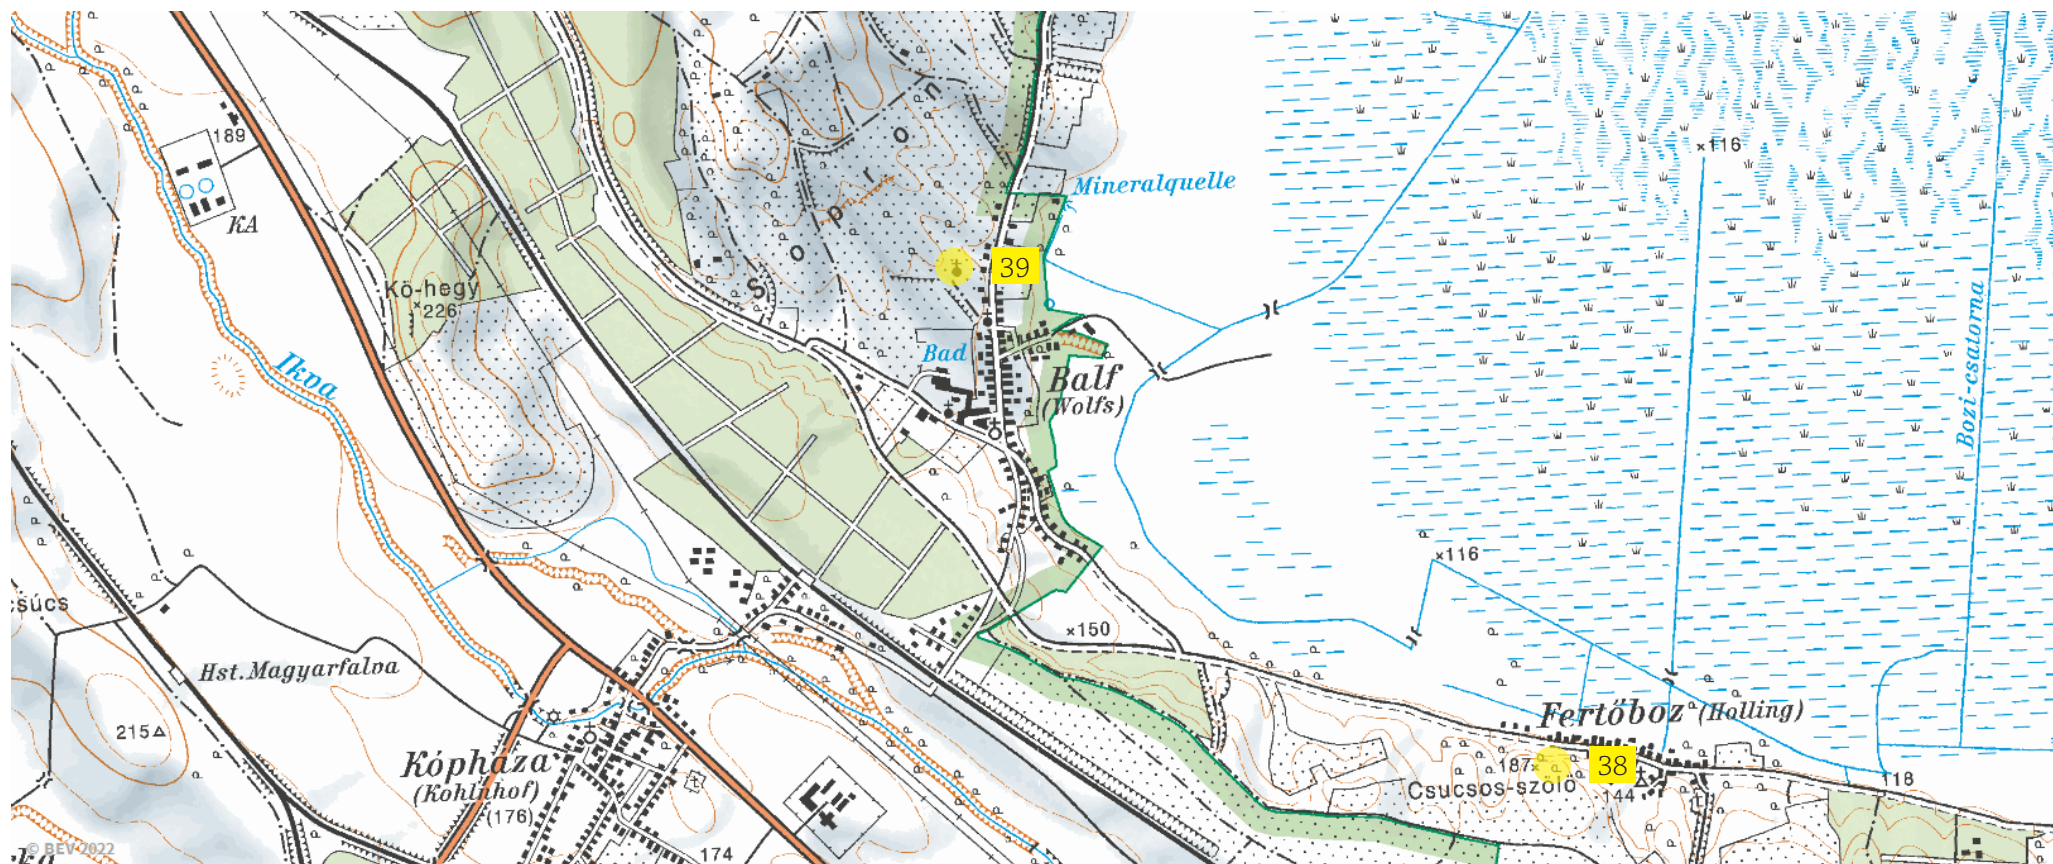 189
KA
Kő-hegy
226
Ikva
Sopron
Mineralquelle
39
Bad
Balf
(Wolfs)
116
Bozi-csatorna
116
csúcs
Hst. Magyarfalva
150
215
Kópháza
(Kohlnhof)
(176)
174
Fertőboz (Holling)
187
38
Csucsos-szőlő
144
118
© BEV 2022